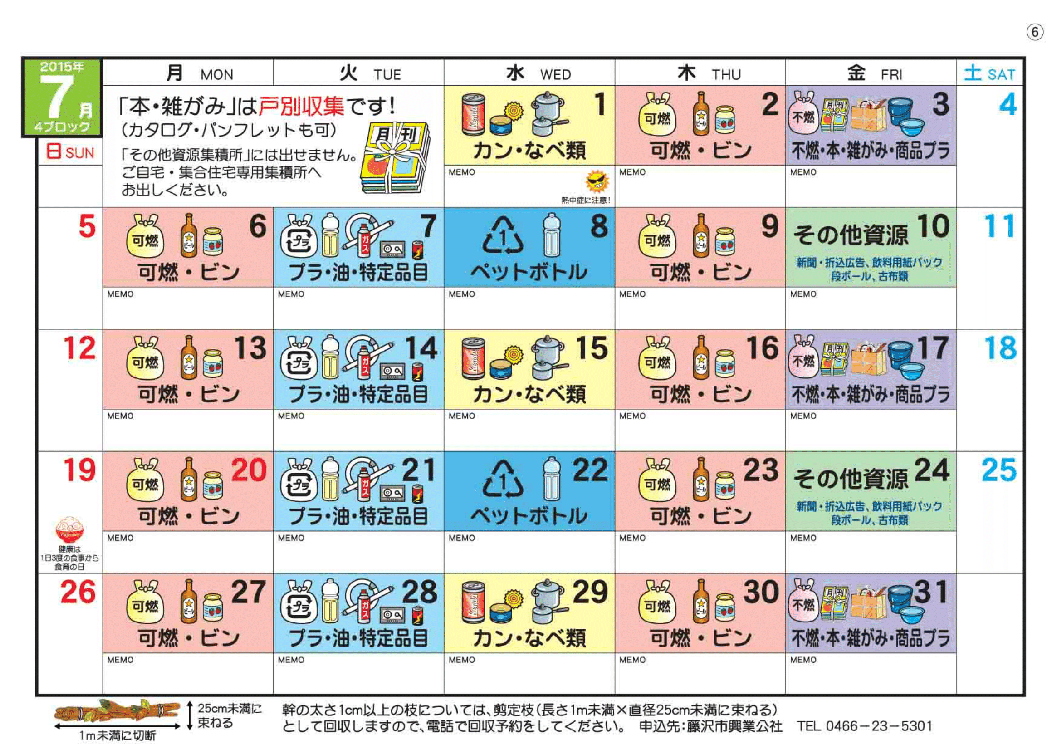 ⑥
2015年
7月
4ブロック
月 MON
火 TUE
水 WED
木 THU
金 FRI
土 SAT
日 SUN
「本・雑がみ」は戸別収集です!
(カタログ・パンフレットも可)
「その他資源集積所」には出せません。
ご自宅・集合住宅専用集積所へ
お出しください。
月刊
1
カン・なべ類
MEMO
熱中症に注意!
可燃
2
可燃・ビン
MEMO
不燃
月刊
3
不燃・本・雑がみ・商品プラ
MEMO
4
5
可燃
6
可燃・ビン
MEMO
プラ
ガス
7
プラ・油・特定品目
MEMO
1
8
ペットボトル
MEMO
可燃
9
可燃・ビン
MEMO
その他資源 10
新聞・折込広告、飲料用紙パック
段ボール、古布類
MEMO
11
12
可燃
13
可燃・ビン
MEMO
プラ
ガス
14
プラ・油・特定品目
MEMO
15
カン・なべ類
MEMO
可燃
16
可燃・ビン
MEMO
不燃
月刊
17
不燃・本・雑がみ・商品プラ
MEMO
18
19
健康は
1日3度の食事から
食育の日
可燃
20
可燃・ビン
MEMO
プラ
ガス
21
プラ・油・特定品目
MEMO
1
22
ペットボトル
MEMO
可燃
23
可燃・ビン
MEMO
その他資源 24
新聞・折込広告、飲料用紙パック
段ボール、古布類
MEMO
25
26
可燃
27
可燃・ビン
MEMO
プラ
ガス
28
プラ・油・特定品目
MEMO
29
カン・なべ類
MEMO
可燃
30
可燃・ビン
MEMO
不燃
月刊
31
不燃・本・雑がみ・商品プラ
MEMO
25cm未満に
束ねる
1m未満に切断
幹の太さ1cm以上の枝については、剪定枝(長さ1m未満×直径25cm未満に束ねる)
として回収しますので、電話で回収予約をしてください。 申込先:藤沢市興業公社 TEL 0466-23-5301